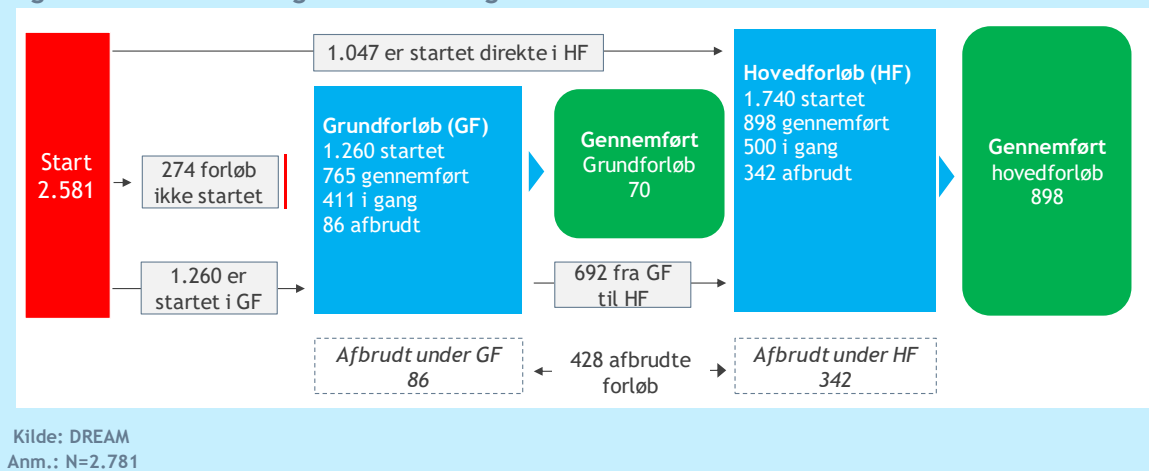 1.047 er startet direkte i HF
Start
2.581
274 forløb
ikke startet
1.260 er
startet i GF
Grundforløb (GF)
1.260 startet
765 gennemført
411 i gang
86 afbrudt
Gennemført
Grundforløb
70
692 fra GF
til HF
Hovedforløb (HF)
1.740 startet
898 gennemført
500 i gang
342 afbrudt
Gennemført
hovedforløb
898
Afbrudt under GF
86
428 afbrudte
forløb
Afbrudt under HF
342
Kilde: DREAM
Anm.: N=2.781